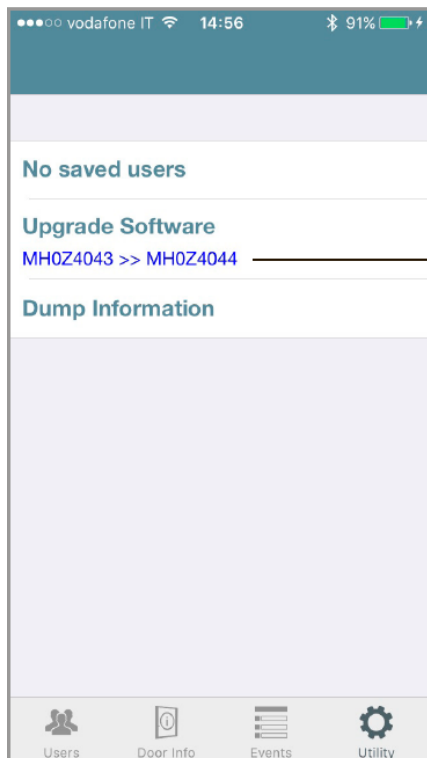 vodafone IT 14:56 91%
No saved users
Upgrade Software
MH0Z4043 >> MH0Z4044
Dump Information
Users Door Info Events Utility